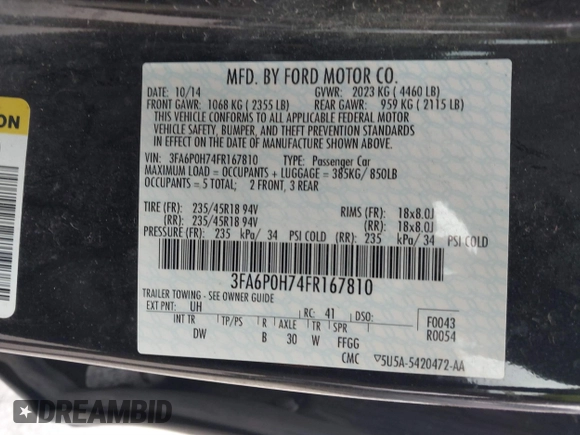 MFD. BY FORD MOTOR CO.
10/14 GVWR: 2023 KG ( 4460 LB)
FRONT GAWR: 1068 KG ( 2355 LB) REAR GAWR: 959 KG ( 2115 LB)
THIS VEHICLE CONFORMS TO ALL APPLICABLE FEDERAL MOTOR
VEHICLE SAFETY, BUMPER, AND THEFT PREVENTION STANDARDS
IN EFFECT ON THE DATE OF MANUFACTURE SHOWN ABOVE.
VIN: 3FA6P0H74FR167810 TYPE: Passenger Car
MAXIMUM LOAD = OCCUPANTS + LUGGAGE = 385KG/ 850LB
OCCUPANTS: 5 TOTAL; 2 FRONT, 3 REAR
TIRE (FR): 235/45R18 94V RIMS (FR): 18x8.0J
(RR): 235/45R18 94V (RR): 18x8.0J
PRESSURE (FR): 235 kPa/ 34 PSI COLD (RR): 235 kPa/ 34 PSI COLD
3FA6P0H74FR167810
TRAILER TOWING - SEE OWNER GUIDE
EXT PNT: UH RC: 41 DSO: F0043
INT TR TP/PS R AXLE TR SPR R0054
DW B 30 W FFGG
CMC ▽5U5A-5420472-AA
ON
DREAMBID